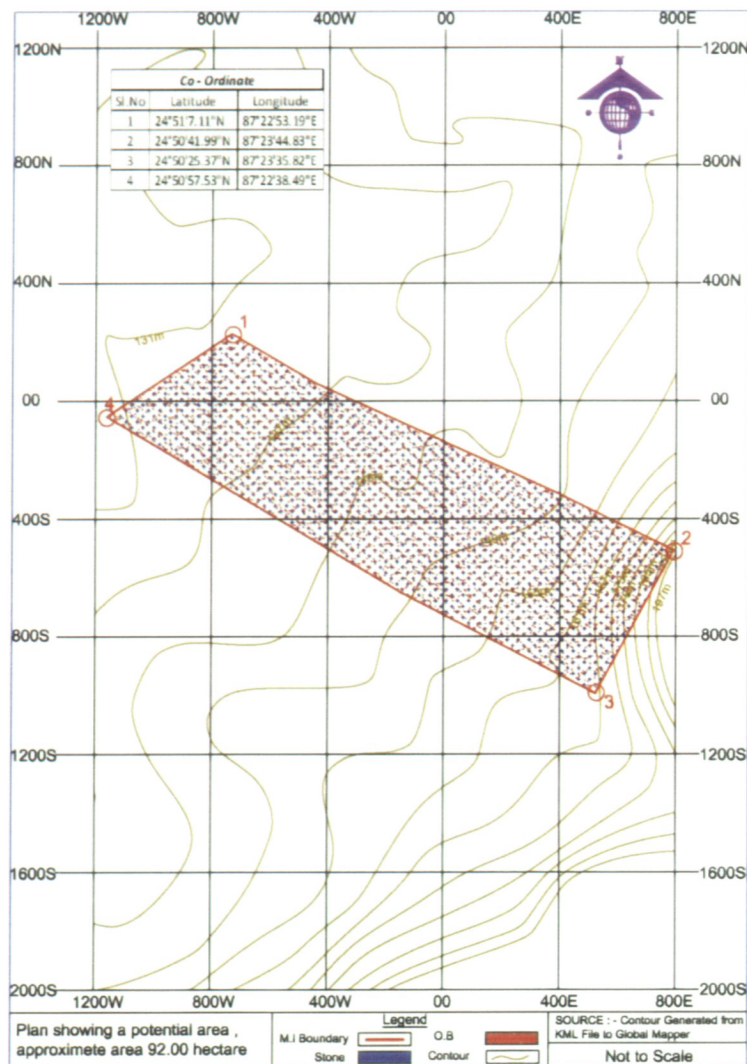 1200W 800W 400W 00 400E 800E
1200N 1200N
Co - Ordinate
Sl.No Latitude Longitude
1 24°51'7.11"N 87°22'53.19"E
2 24°50'41.99"N 87°23'44.83"E
3 24°50'25.37"N 87°23'35.82"E
4 24°50'57.53"N 87°22'38.49"E
N
800N 800N
400N 400N
1
131m
00 00
4
400S 400S
2
800S 800S
3
1200S 1200S
1600S 1600S
2000S 2000S
1200W 800W 400W 00 400E 800E
Plan showing a potential area ,
approximete area 92.00 hectare
Legend
M.I Boundary O.B
Stone Contour
SOURCE : - Contour Generated from
KML File to Global Mapper
Not to Scale